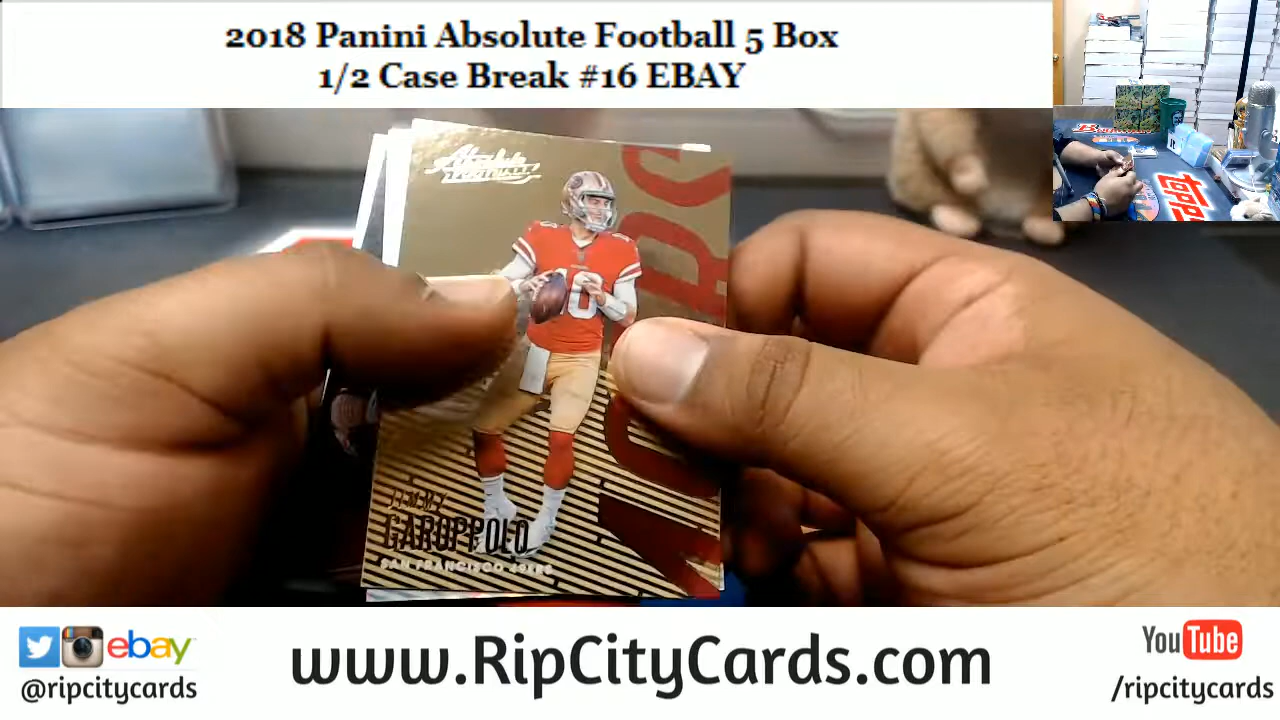 2018 Panini Absolute Football 5 Box
1/2 Case Break #16 EBAY
Absolute
FOOTBALL
10
JIMMY
GAROPPOLO
SAN FRANCISCO 49ERS
TOPPS
ebay
@ripcitycards
www.RipCityCards.com
YouTube
/ripcitycards